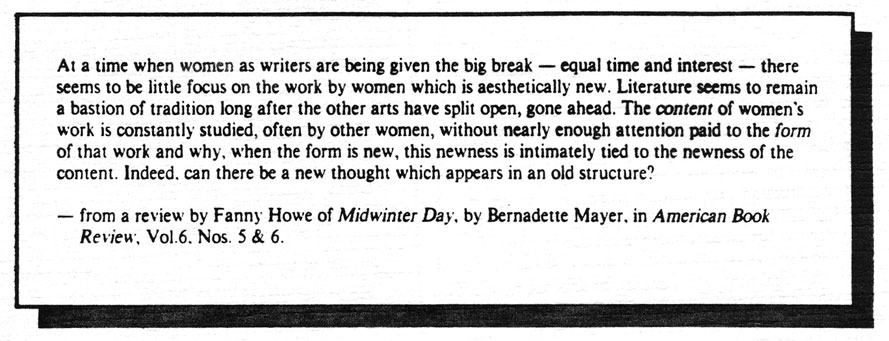 At a time when women as writers are being given the big break — equal time and interest — there
seems to be little focus on the work by women which is aesthetically new. Literature seems to remain
a bastion of tradition long after the other arts have split open, gone ahead. The content of women's
work is constantly studied, often by other women, without nearly enough attention paid to the form
of that work and why, when the form is new, this newness is intimately tied to the newness of the
content. Indeed, can there be a new thought which appears in an old structure?
— from a review by Fanny Howe of Midwinter Day, by Bernadette Mayer, in American Book
Review, Vol.6, Nos. 5 & 6.